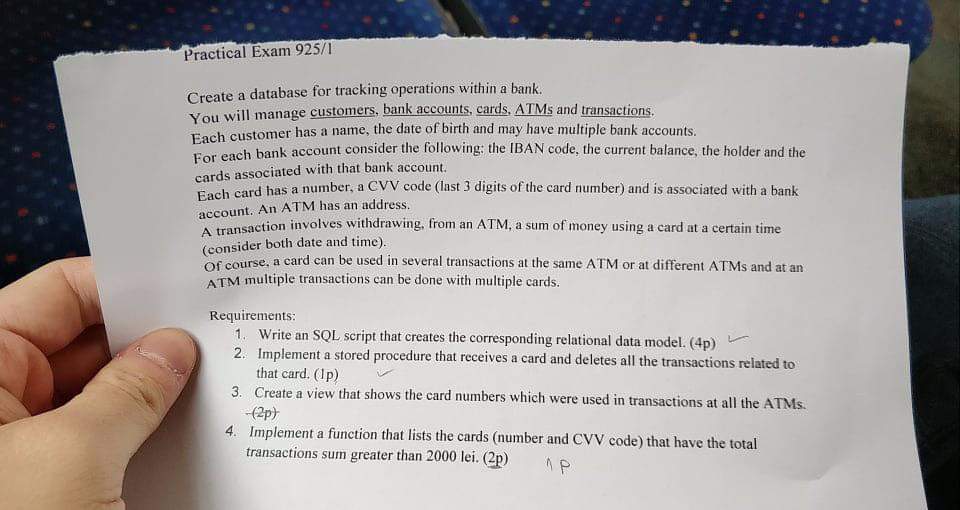 Practical Exam 925/1
Create a database for tracking operations within a bank.
You will manage customers, bank accounts, cards, ATMs and transactions.
Each customer has a name, the date of birth and may have multiple bank accounts.
For each bank account consider the following: the IBAN code, the current balance, the holder and the
cards associated with that bank account.
Each card has a number, a CVV code (last 3 digits of the card number) and is associated with a bank
account. An ATM has an address.
A transaction involves withdrawing, from an ATM, a sum of money using a card at a certain time
(consider both date and time).
Of course, a card can be used in several transactions at the same ATM or at different ATMs and at an
ATM multiple transactions can be done with multiple cards.
Requirements:
1. Write an SQL script that creates the corresponding relational data model. (4p)
2. Implement a stored procedure that receives a card and deletes all the transactions related to
that card. (1p)
3. Create a view that shows the card numbers which were used in transactions at all the ATMs.
(2p)
4. Implement a function that lists the cards (number and CVV code) that have the total
transactions sum greater than 2000 lei. (2p) 1p